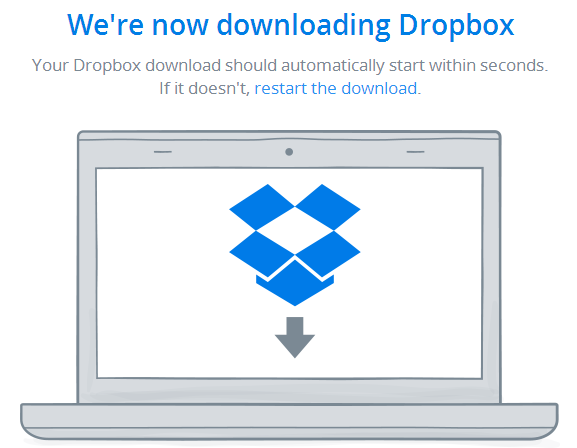 We're now downloading Dropbox
Your Dropbox download should automatically start within seconds.
If it doesn't, restart the download.